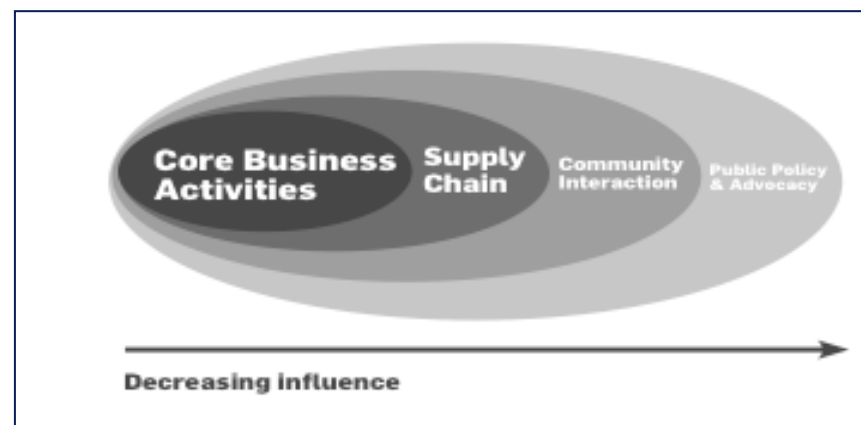 Core Business
Activities
Supply
Chain
Community
Interaction
Public Policy
& Advocacy
Decreasing influence